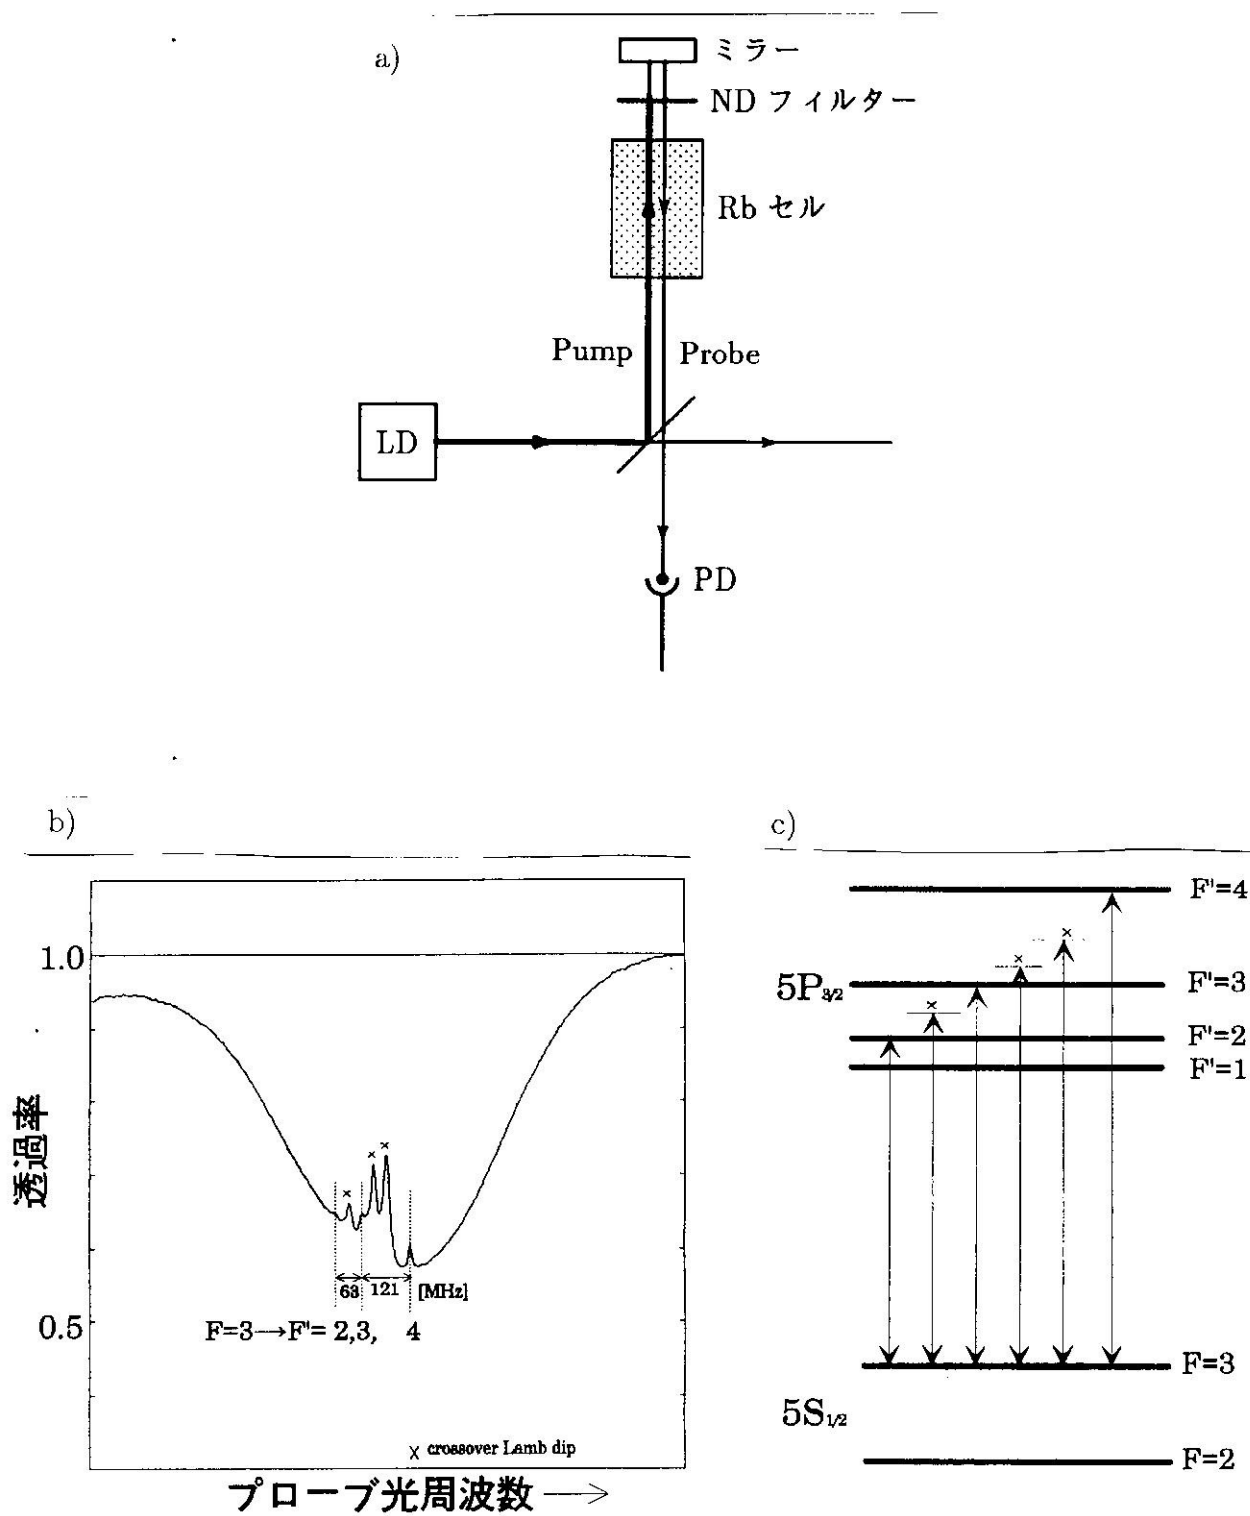 a)
ミラー
ND フィルター
Rb セル
Pump Probe
LD
PD
b)
1.0
透過率
0.5
× × ×
63 121 [MHz]
F=3→F'= 2,3, 4
× crossover Lamb dip
プローブ光周波数 →
c)
F'=4
× × ×
5P3/2
F'=3
F'=2
F'=1
F=3
5S1/2
F=2